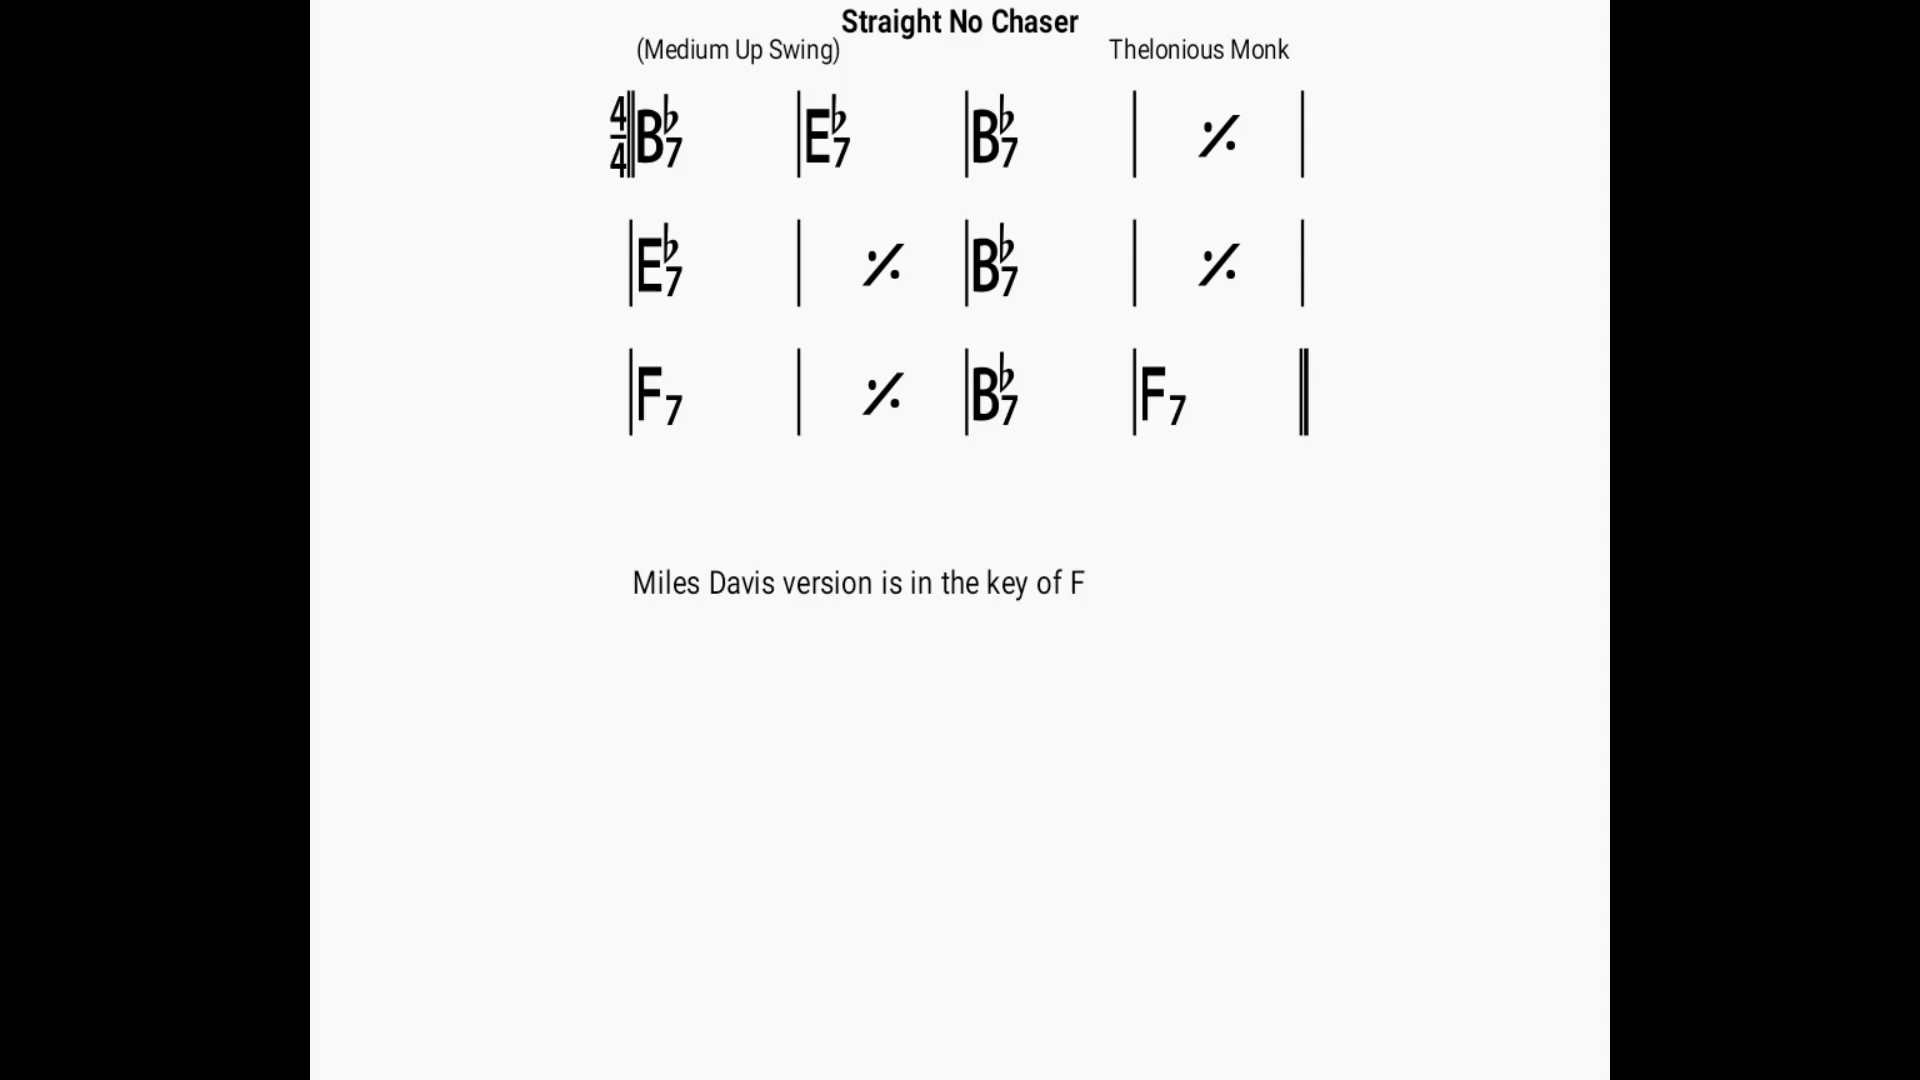 Straight No Chaser
(Medium Up Swing) Thelonious Monk
4/4 B♭7 E♭7 B♭7 𝄎
E♭7 𝄎 B♭7 𝄎
F7 𝄎 B♭7 F7
Miles Davis version is in the key of F